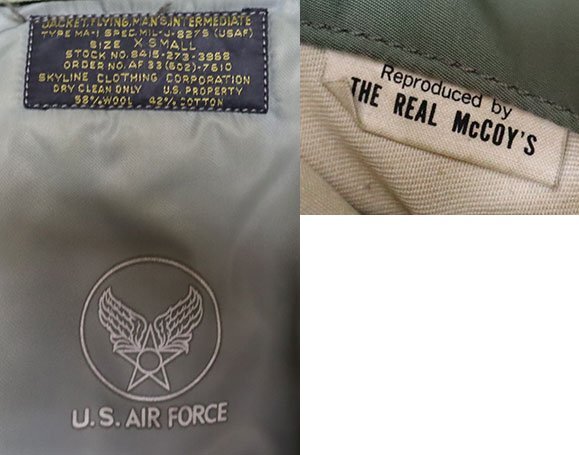 JACKET, FLYING, MAN'S, INTERMEDIATE
TYPE MA-1 SPEC. MIL-J-8279 (USAF)
SIZE X SMALL
STOCK NO. 8415-273-3968
ORDER NO. AF 33 (602)-7610
SKYLINE CLOTHING CORPORATION
DRY CLEAN ONLY U.S. PROPERTY
58% WOOL 42% COTTON
U.S. AIR FORCE
Reproduced by
THE REAL McCOY'S